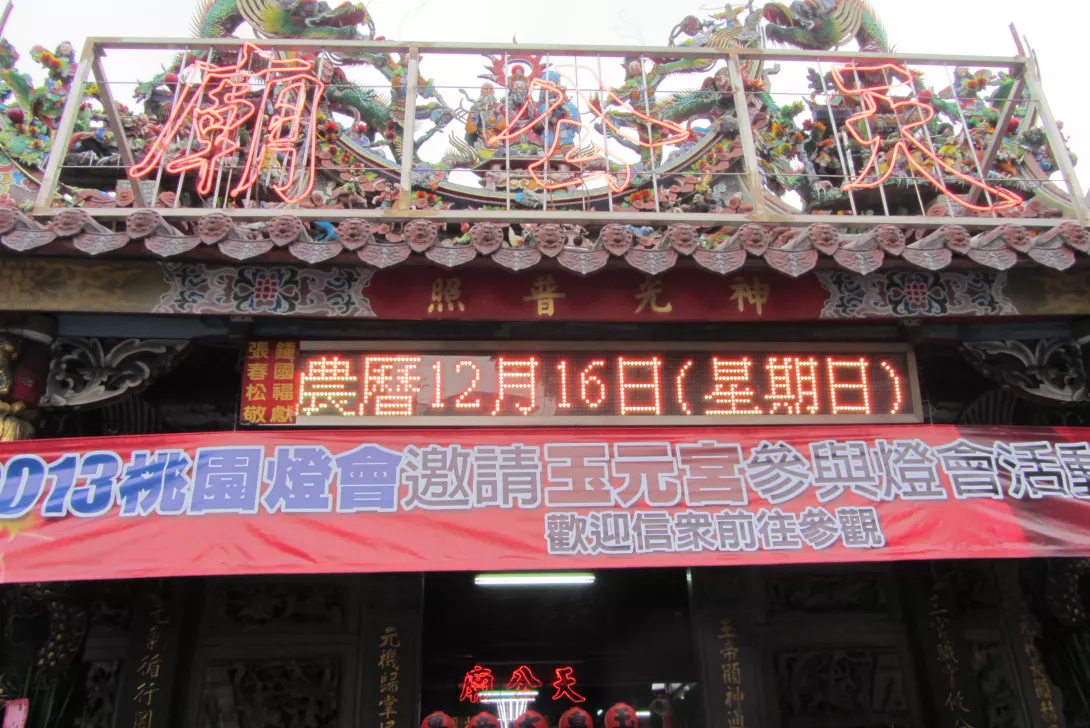 天公廟
神光普照
鍾國福獻
張春松敬
農曆12月16日(星期日)
2013桃園燈會邀請玉元宮參與燈會活動
歡迎信衆前往參觀
天公廟